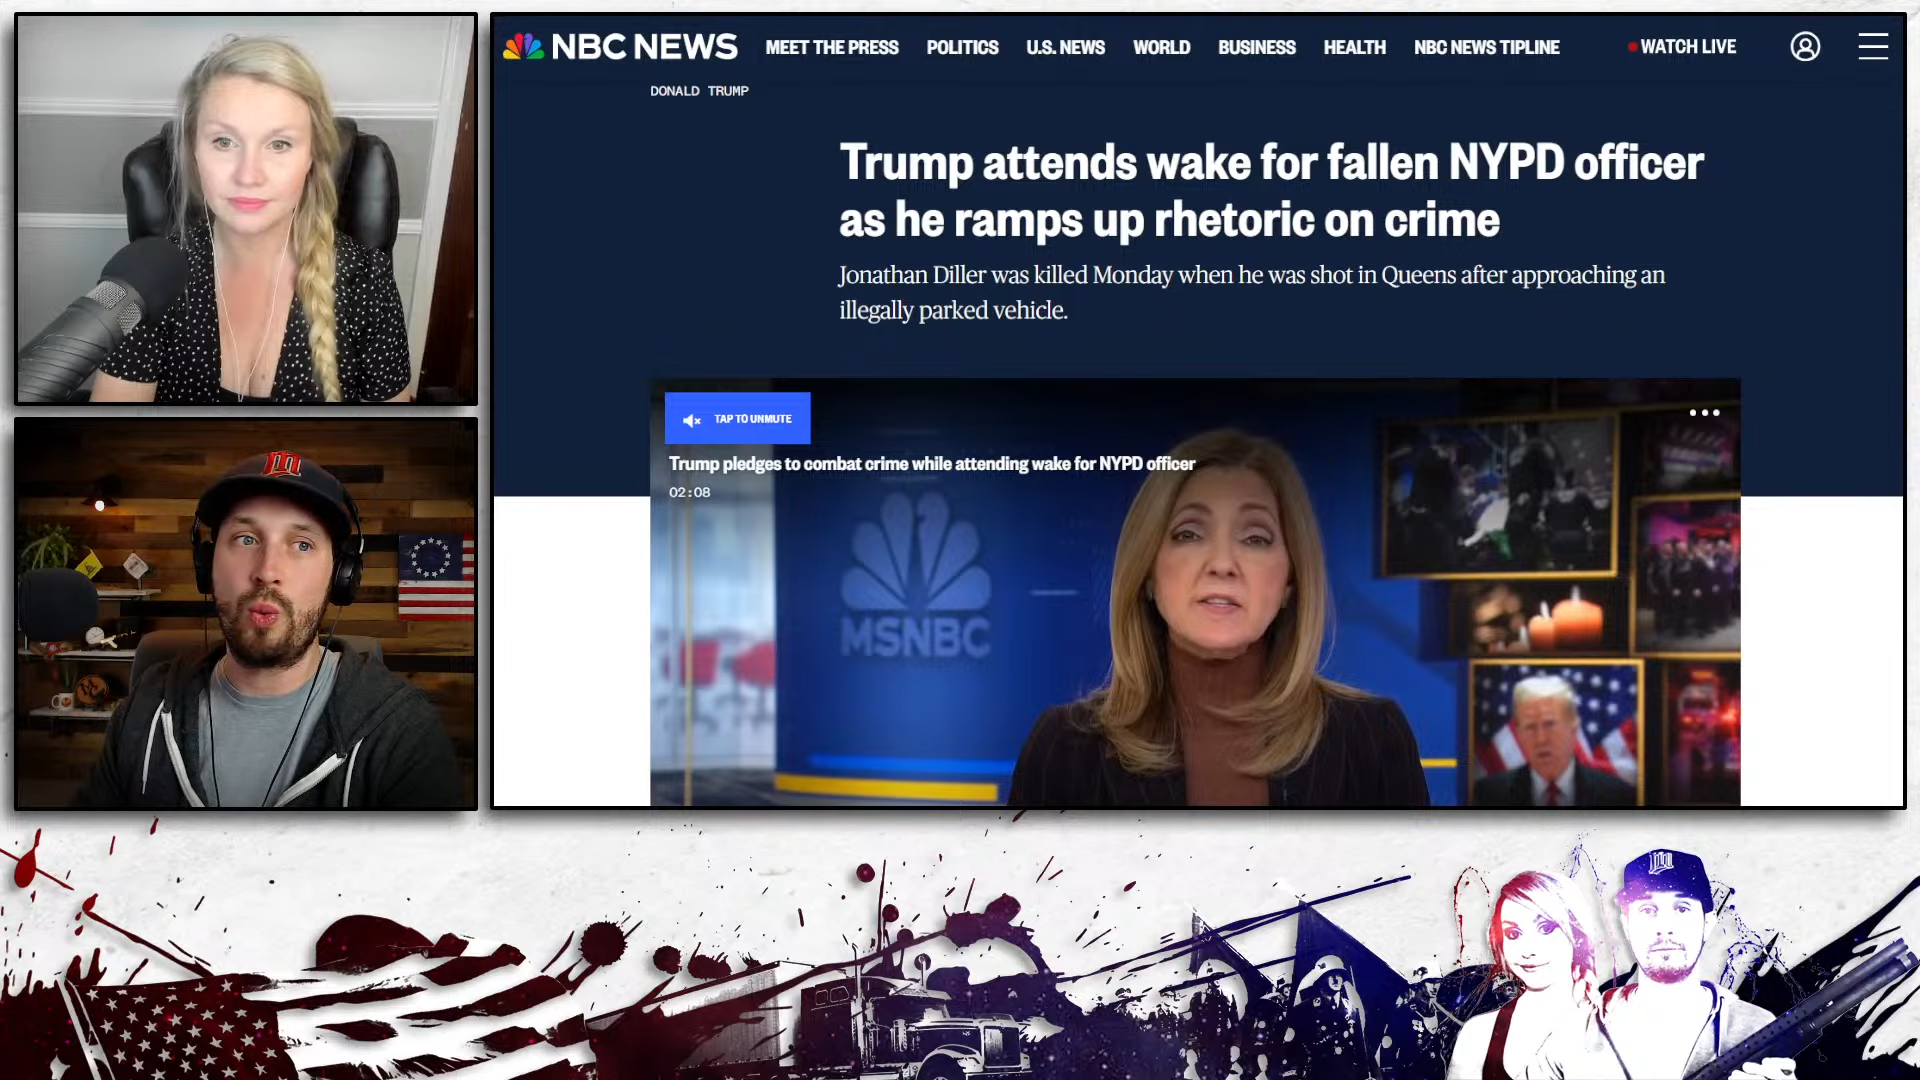 NBC NEWS
MEET THE PRESS
POLITICS
U.S. NEWS
WORLD
BUSINESS
HEALTH
NBC NEWS TIPLINE
WATCH LIVE
DONALD TRUMP
Trump attends wake for fallen NYPD officer
as he ramps up rhetoric on crime
Jonathan Diller was killed Monday when he was shot in Queens after approaching an
illegally parked vehicle.
TAP TO UNMUTE
Trump pledges to combat crime while attending wake for NYPD officer
02:08
MSNBC